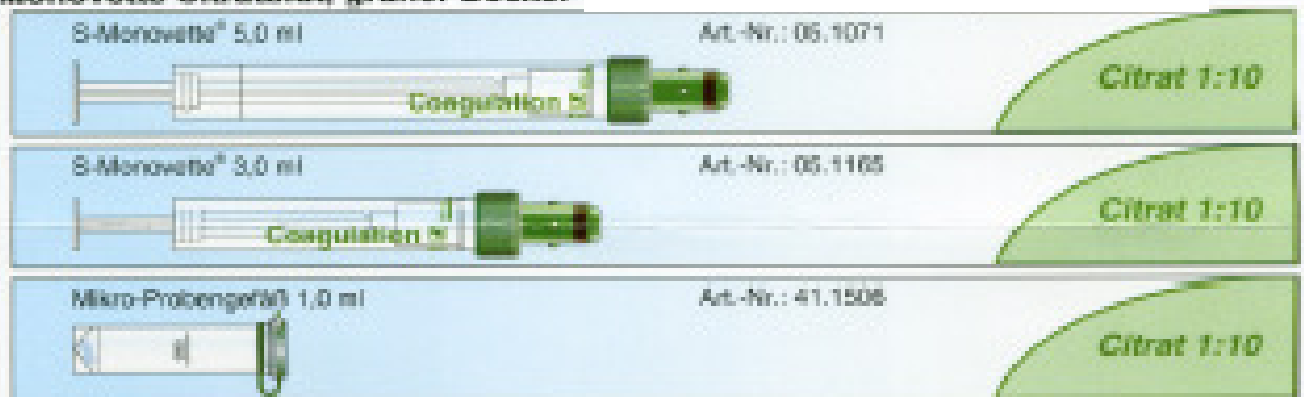 S-Monovette® 5,0 ml
Art.-Nr.: 05.1071
Citrat 1:10
Coagulation
S-Monovette® 3,0 ml
Art.-Nr.: 05.1165
Citrat 1:10
Coagulation
Mikro-Probengefäß 1,0 ml
Art.-Nr.: 41.1506
Citrat 1:10